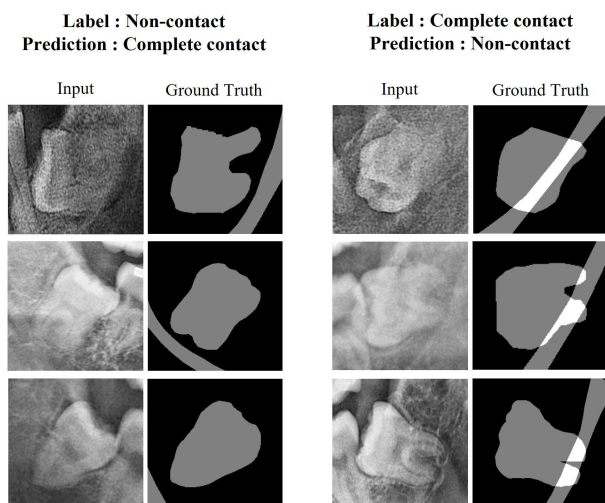 Label : Non-contact
Prediction : Complete contact
Input
Ground Truth
Label : Complete contact
Prediction : Non-contact
Input
Ground Truth